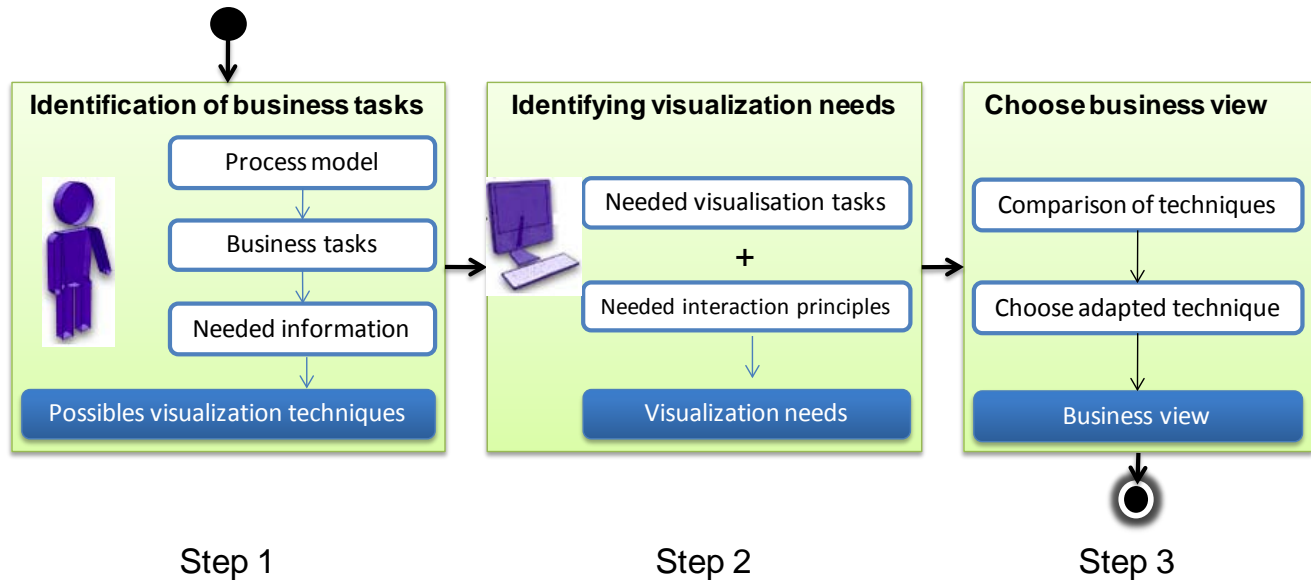 Identification of business tasks
Process model
Business tasks
Needed information
Possibles visualization techniques
Identifying visualization needs
Needed visualisation tasks
+
Needed interaction principles
Visualization needs
Choose business view
Comparison of techniques
Choose adapted technique
Business view
Step 1
Step 2
Step 3